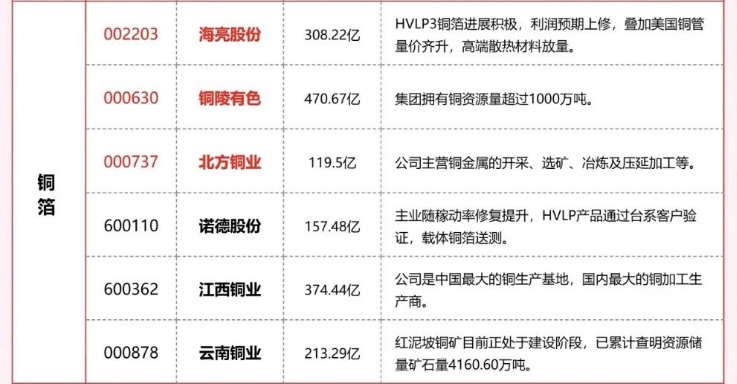 铜箔
002203 海亮股份 308.22亿 HVLP3铜箔进展积极，利润预期上修，叠加美国铜管
量价齐升，高端散热材料放量。
000630 铜陵有色 470.67亿 集团拥有铜资源量超过1000万吨。
000737 北方铜业 119.5亿 公司主营铜金属的开采、选矿、冶炼及压延加工等。
600110 诺德股份 157.48亿 主业随稼动率修复提升，HVLP产品通过台系客户验
证，载体铜箔送测。
600362 江西铜业 374.44亿 公司是中国最大的铜生产基地，国内最大的铜加工生
产商。
000878 云南铜业 213.29亿 红泥坡铜矿目前正处于建设阶段，已累计查明资源储
量矿石量4160.60万吨。